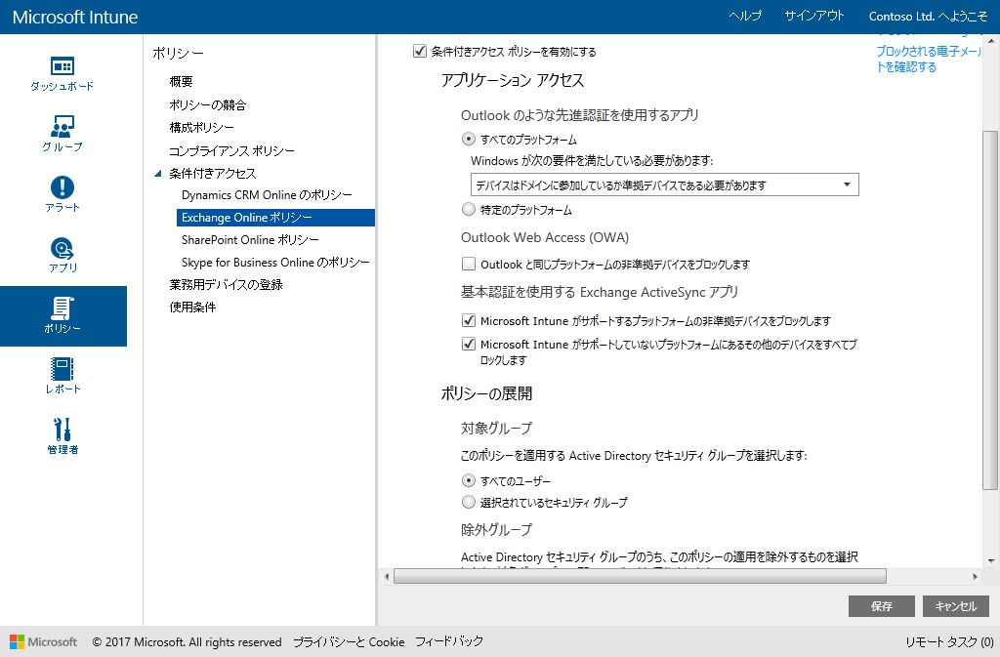 Microsoft Intune
ヘルプ
サインアウト
Contoso Ltd. へようこそ
ダッシュボード
グループ
アラート
アプリ
ポリシー
レポート
管理者
ポリシー
概要
ポリシーの競合
構成ポリシー
コンプライアンス ポリシー
条件付きアクセス
Dynamics CRM Online のポリシー
Exchange Online ポリシー
SharePoint Online ポリシー
Skype for Business Online のポリシー
業務用デバイスの登録
使用条件
条件付きアクセス ポリシーを有効にする
アプリケーション アクセス
Outlook のような先進認証を使用するアプリ
すべてのプラットフォーム
Windows が次の要件を満たしている必要があります:
デバイスはドメインに参加しているか準拠デバイスである必要があります
特定のプラットフォーム
Outlook Web Access (OWA)
Outlook と同じプラットフォームの非準拠デバイスをブロックします
基本認証を使用する Exchange ActiveSync アプリ
Microsoft Intune がサポートするプラットフォームの非準拠デバイスをブロックします
Microsoft Intune がサポートしていないプラットフォームにあるその他のデバイスをすべてブ
ロックします
ポリシーの展開
対象グループ
このポリシーを適用する Active Directory セキュリティ グループを選択します:
すべてのユーザー
選択されているセキュリティ グループ
除外グループ
Active Directory セキュリティ グループのうち、このポリシーの適用を除外するものを選択
ブロックされる電子メール
トを確認する
保存
キャンセル
Microsoft
© 2017 Microsoft. All rights reserved
プライバシーと Cookie
フィードバック
リモート タスク (0)